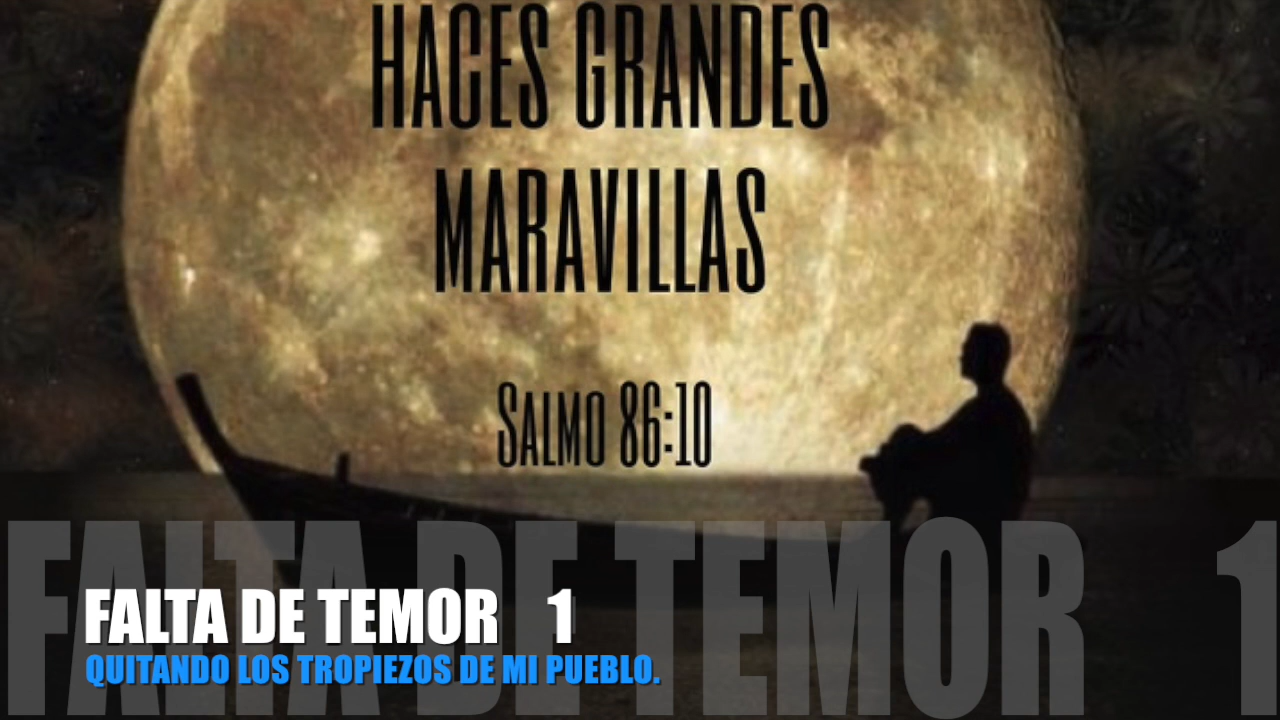 HACES GRANDES
MARAVILLAS
SALMO 86:10
FALTA DE TEMOR 1
FALTA DE TEMOR 1
QUITANDO LOS TROPIEZOS DE MI PUEBLO.